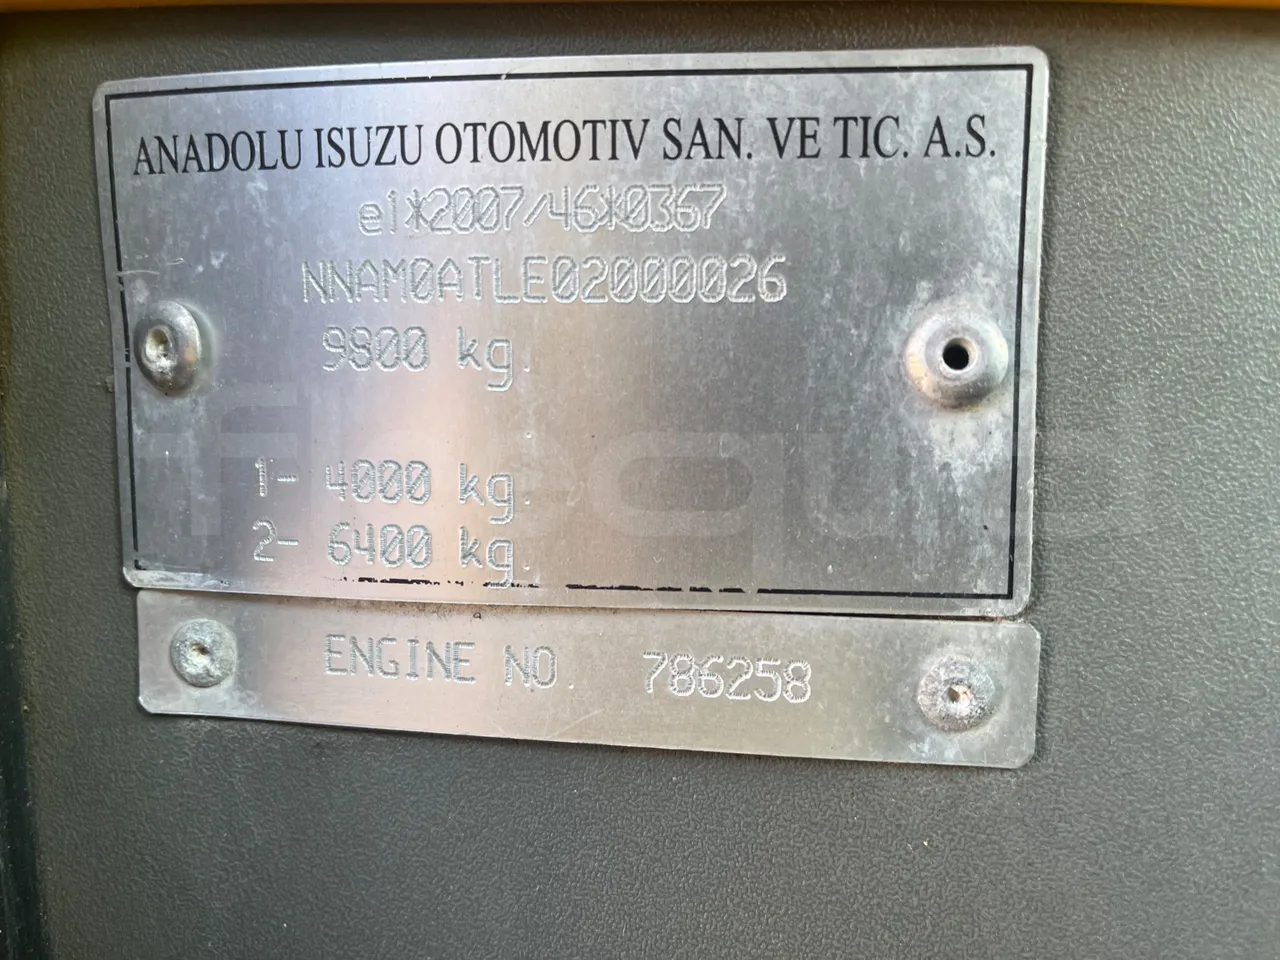 ANADOLU ISUZU OTOMOTIV SAN. VE TIC. A.S.
e1*2007/46*0367
NNAM0ATLE02000026
9800 kg.
1- 4000 kg.
2- 6400 kg.
ENGINE NO. 786258